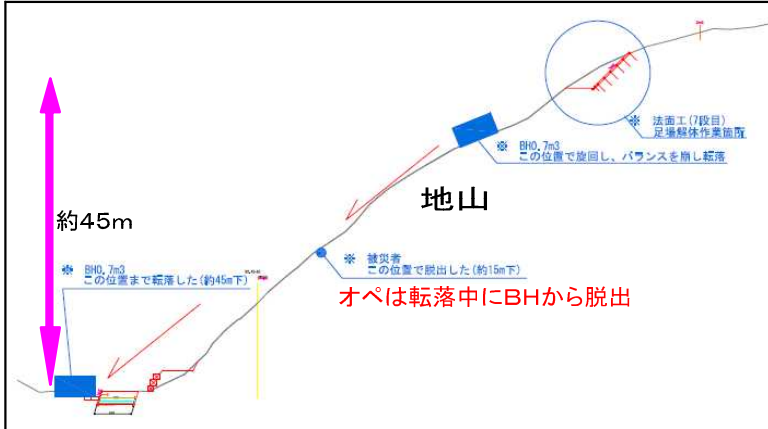 ※ 法面工(7段目)
足場解体作業箇所
※ BH0.7m3
この位置で旋回し、バランスを崩し転落
地山
約45m
※ 被災者
この位置で脱出した(約15m下)
※ BH0.7m3
この位置まで転落した(約45m下)
オペは転落中にBHから脱出